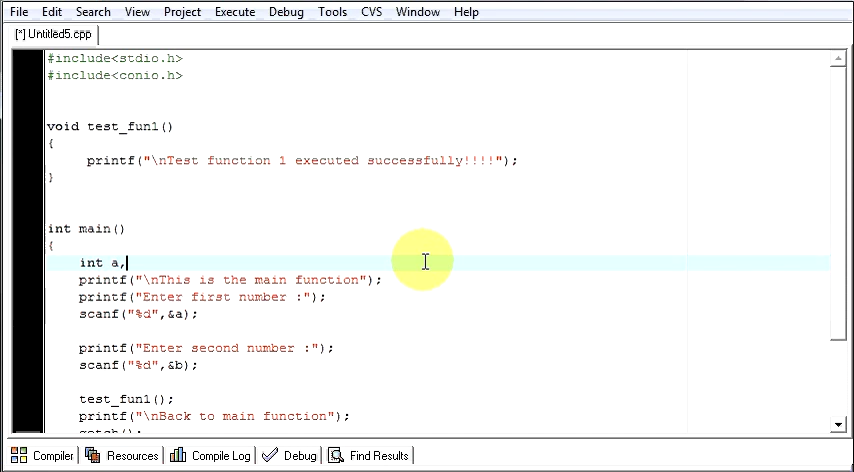 File Edit Search View Project Execute Debug Tools CVS Window Help
[*] Untitled5.cpp
#include<stdio.h>
#include<conio.h>
void test_fun1()
{
printf("\nTest function 1 executed successfully!!!!");
}
int main()
{
int a,
printf("\nThis is the main function");
printf("Enter first number :");
scanf("%d",&a);
printf("Enter second number :");
scanf("%d",&b);
test_fun1();
printf("\nBack to main function");
getch();
Compiler Resources Compile Log Debug Find Results